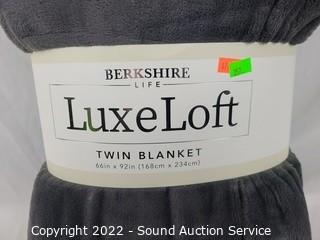 BERKSHIRE
LIFE
LuxeLoft
TWIN BLANKET
66in x 92in (168cm x 234cm)
Copyright 2022 - Sound Auction Service